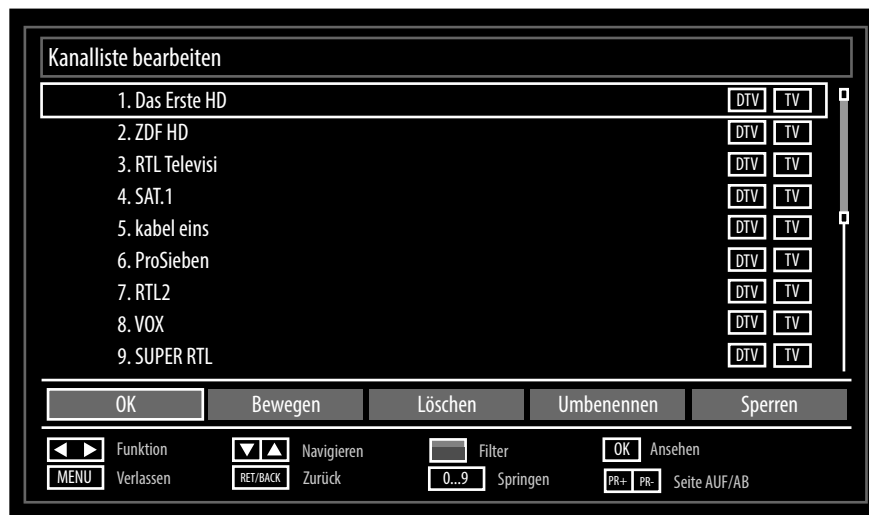 Kanalliste bearbeiten
1. Das Erste HD DTV TV
2. ZDF HD DTV TV
3. RTL Televisi DTV TV
4. SAT.1 DTV TV
5. kabel eins DTV TV
6. ProSieben DTV TV
7. RTL2 DTV TV
8. VOX DTV TV
9. SUPER RTL DTV TV
OK Bewegen Löschen Umbenennen Sperren
Funktion Navigieren Filter OK Ansehen
MENU Verlassen RET/BACK Zurück 0...9 Springen PR+ PR- Seite AUF/AB